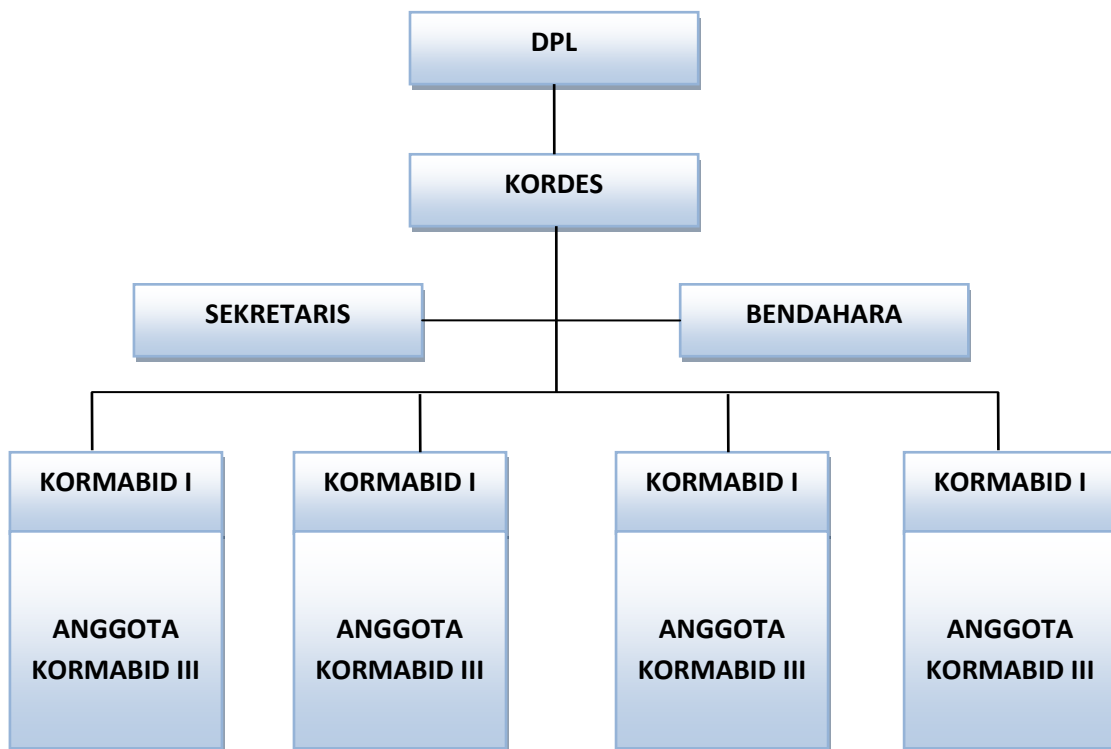 DPL
KORDES
SEKRETARIS
BENDAHARA
KORMABID I
KORMABID I
KORMABID I
KORMABID I
ANGGOTA
KORMABID III
ANGGOTA
KORMABID III
ANGGOTA
KORMABID III
ANGGOTA
KORMABID III